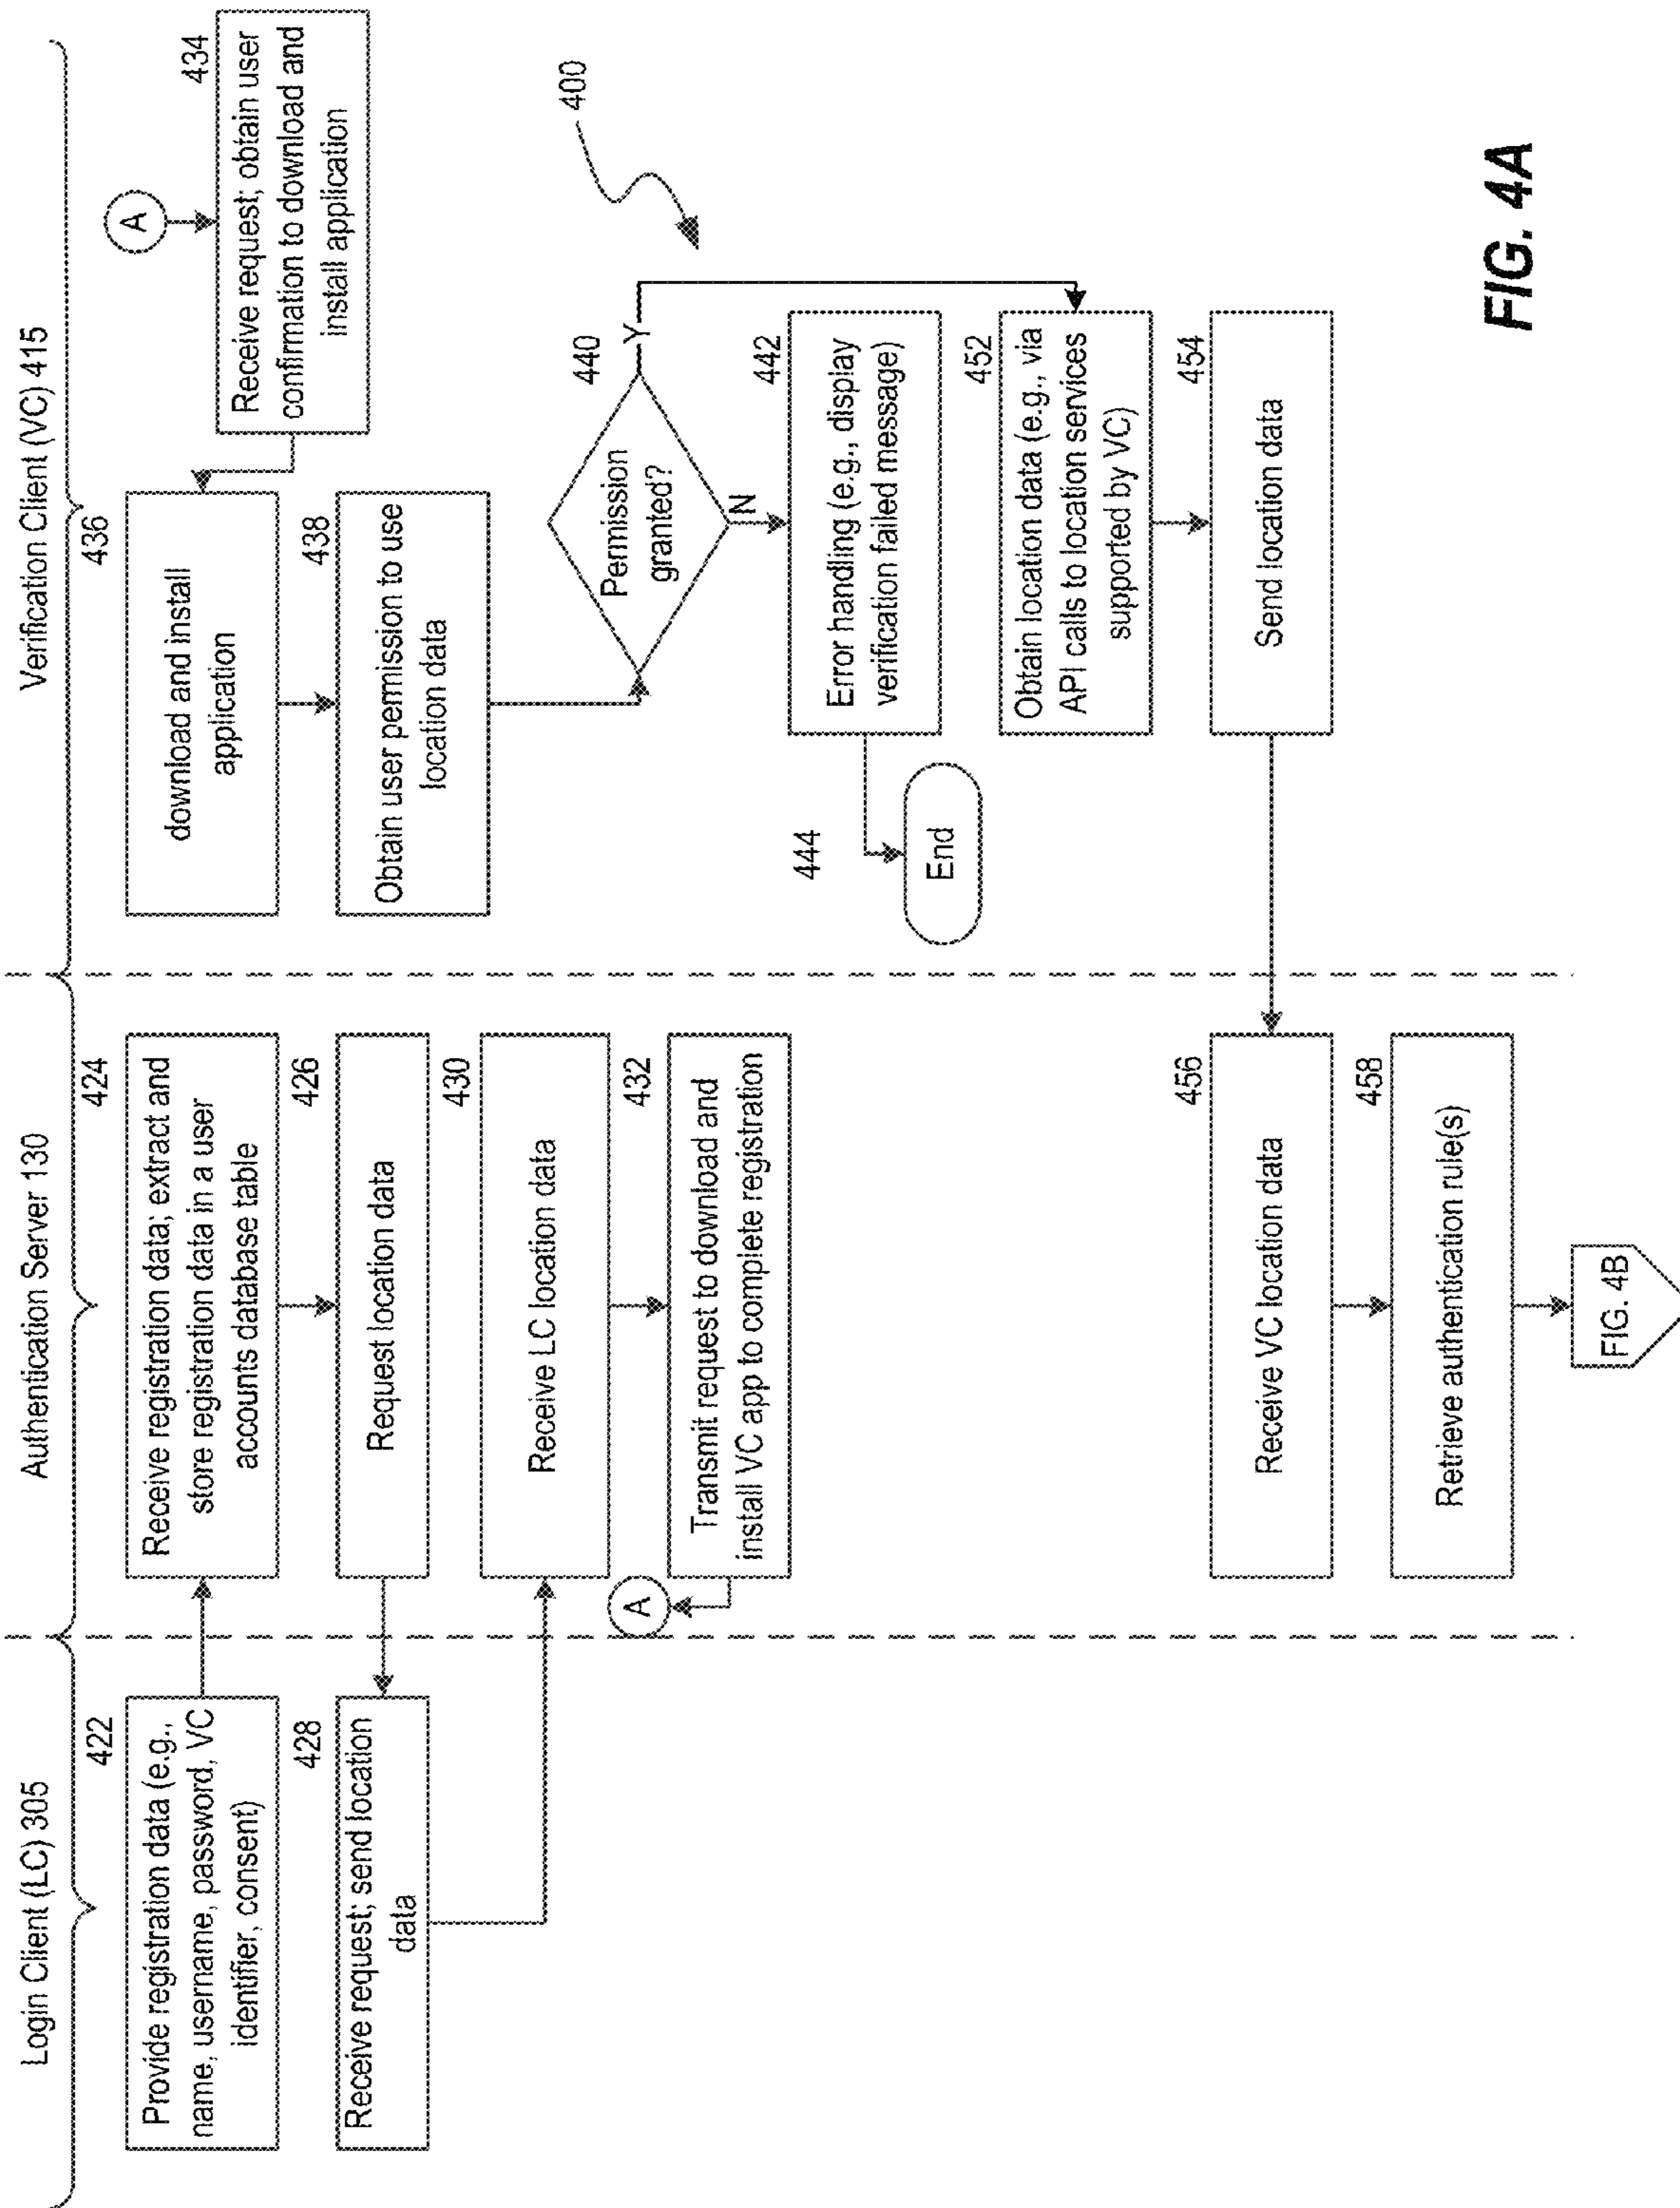 Login Client (LC) 305
Authentication Server 130
Verification Client (VC) 415
422
Provide registration data (e.g.,
name, username, password, VC
identifier, consent)
424
Receive registration data; extract and
store registration data in a user
accounts database table
426
Request location data
428
Receive request; send location
data
430
Receive LC location data
432
Transmit request to download and
install VC app to complete registration
A
A
434
Receive request; obtain user
confirmation to download and
install application
436
download and install
application
438
Obtain user permission to use
location data
440
Permission
granted?
Y
N
442
Error handling (e.g., display
verification failed message)
444
End
452
Obtain location data (e.g., via
API calls to location services
supported by VC)
454
Send location data
456
Receive VC location data
458
Retrieve authentication rule(s)
FIG. 4B
400
FIG. 4A